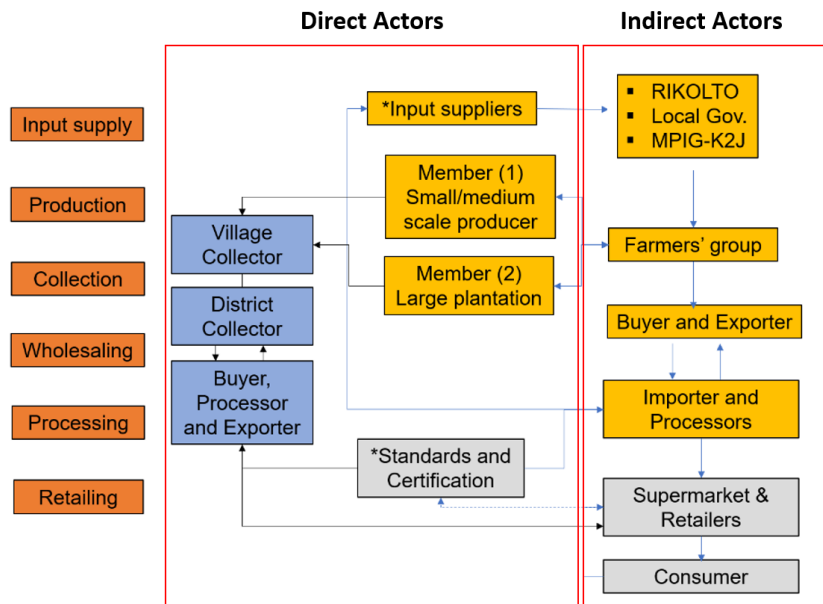 Direct Actors
Indirect Actors
Input supply
Production
Collection
Wholesaling
Processing
Retailing
*Input suppliers
Member (1)
Small/medium
scale producer
Member (2)
Large plantation
Village
Collector
District
Collector
Buyer,
Processor
and Exporter
*Standards and
Certification
▪ RIKOLTO
▪ Local Gov.
▪ MPIG-K2J
Farmers' group
Buyer and Exporter
Importer and
Processors
Supermarket &
Retailers
Consumer